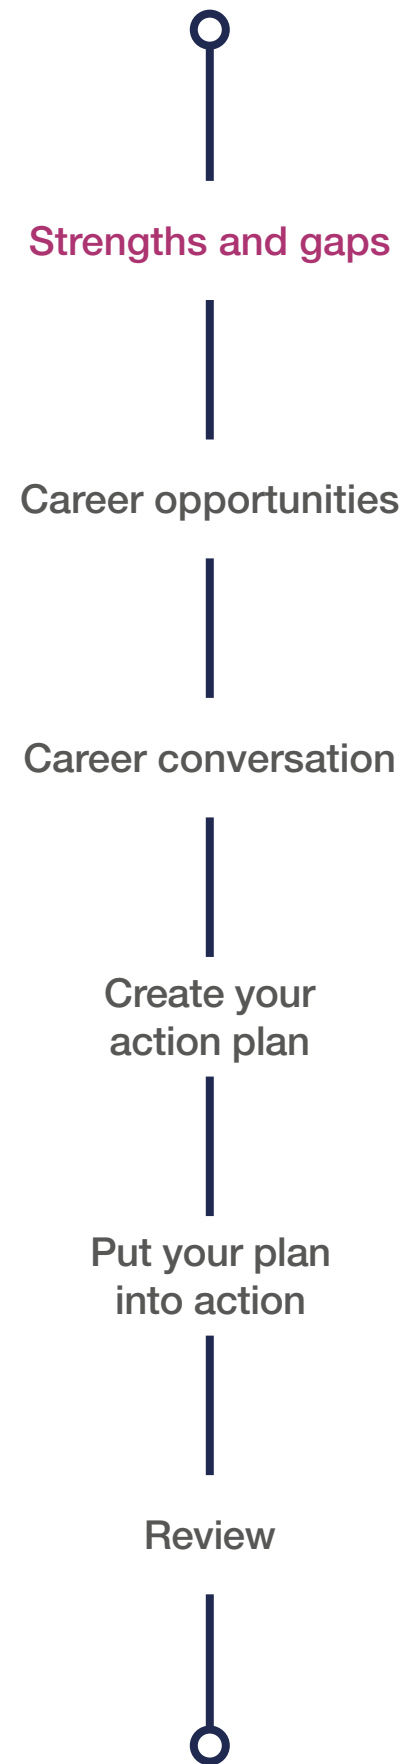 Strengths and gaps
Career opportunities
Career conversation
Create your
action plan
Put your plan
into action
Review